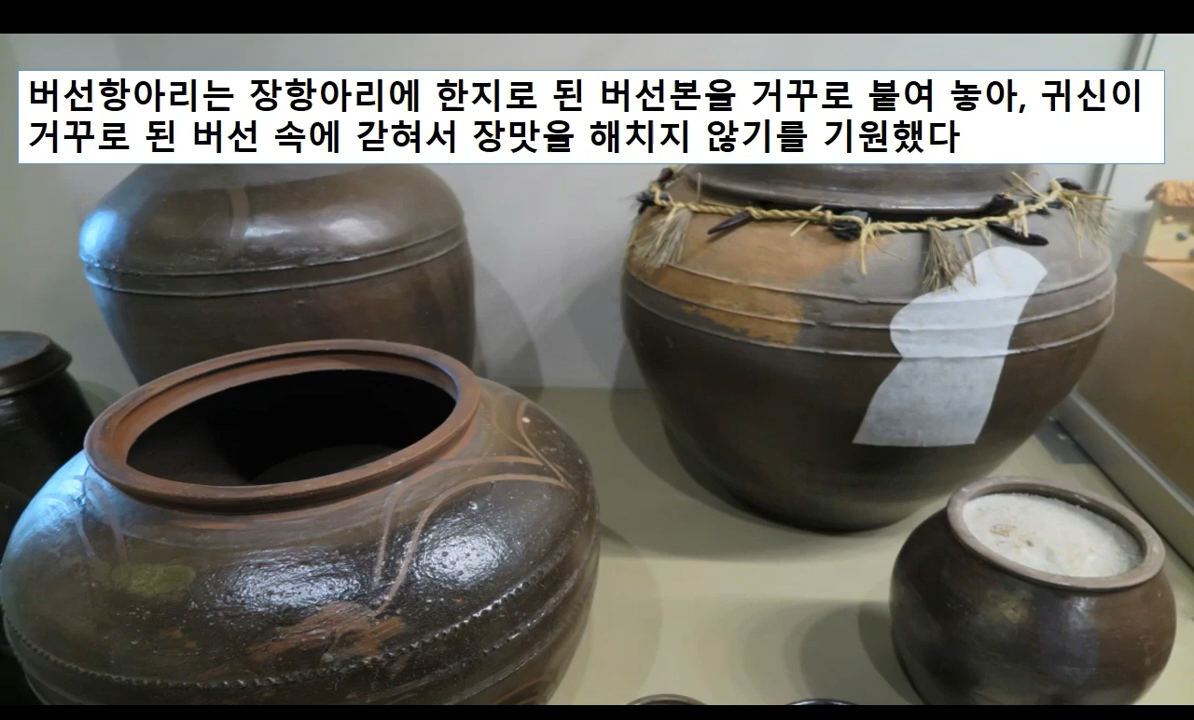 버선항아리는 장항아리에 한지로 된 버선본을 거꾸로 붙여 놓아, 귀신이
거꾸로 된 버선 속에 갇혀서 장맛을 해치지 않기를 기원했다